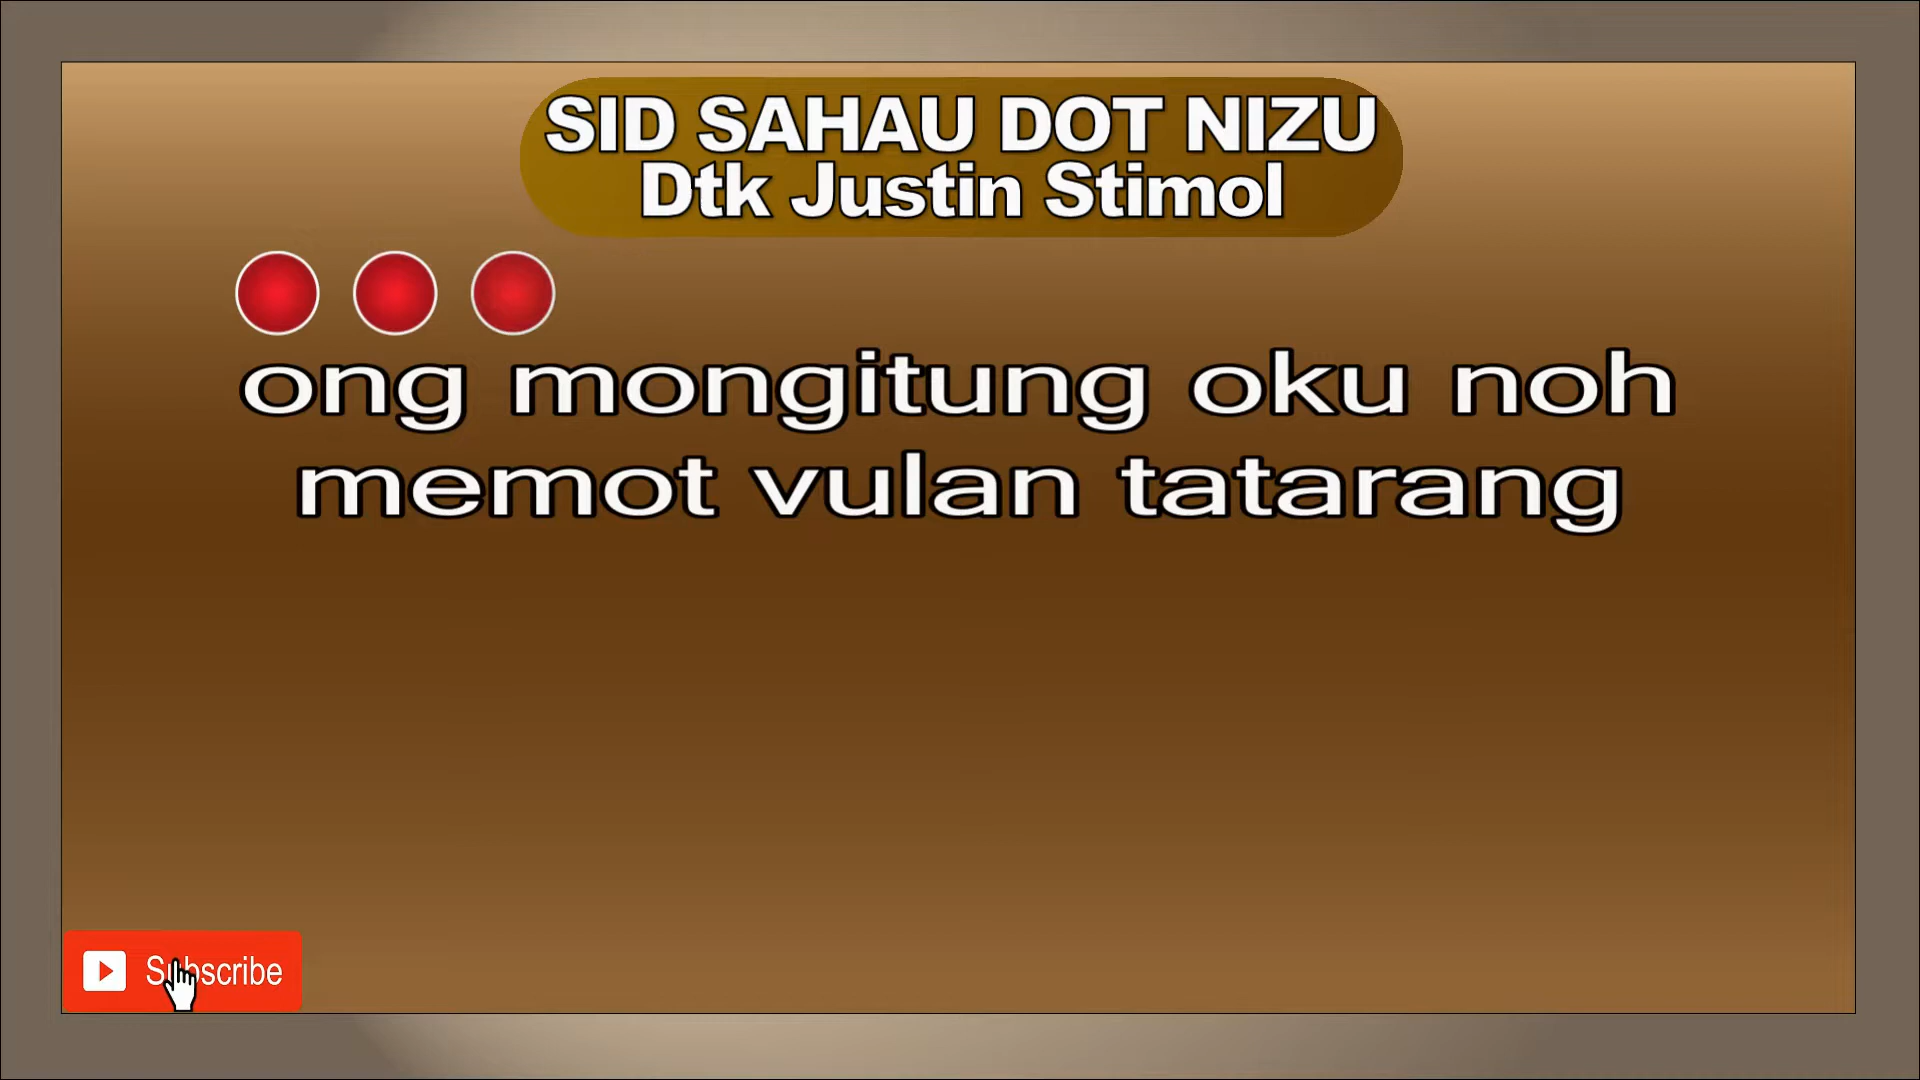 SID SAHAU DOT NIZU
Dtk Justin Stimol
ong mongitung oku noh
memot vulan tatarang
Subscribe